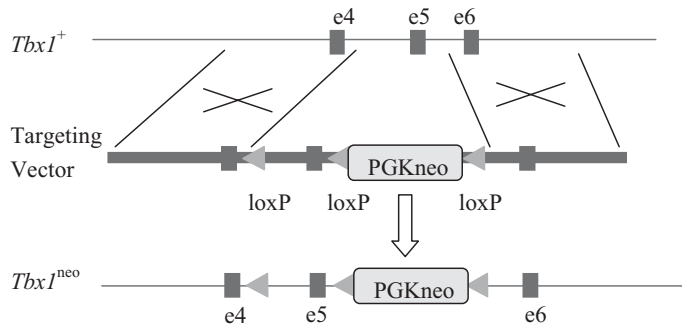 e4 e5 e6
Tbx1+
Targeting
Vector
PGKneo
loxP loxP loxP
Tbx1neo
PGKneo
e4 e5 e6